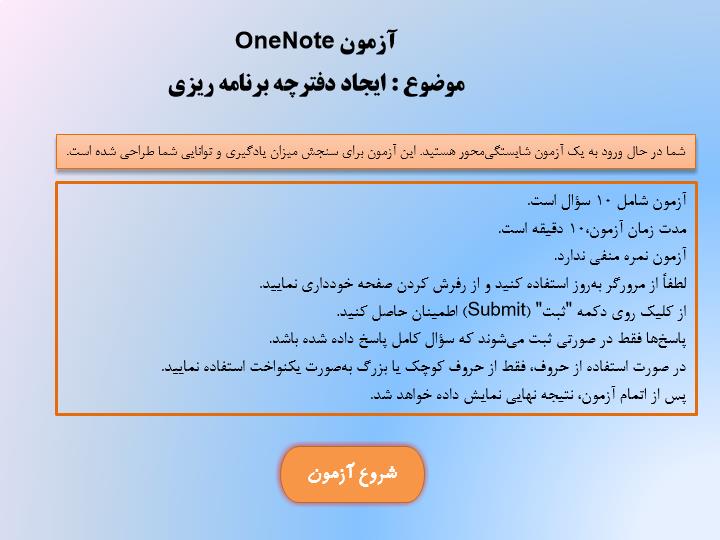 آزمون OneNote
موضوع : ایجاد دفترچه برنامه ریزی
شما در حال ورود به یک آزمون شایستگی‌محور هستید. این آزمون برای سنجش میزان یادگیری و توانایی شما طراحی شده است.
آزمون شامل ۱۰ سؤال است.
مدت زمان آزمون،۱۰ دقیقه است.
آزمون نمره منفی ندارد.
لطفاً از مرورگر به‌روز استفاده کنید و از رفرش کردن صفحه خودداری نمایید.
از کلیک روی دکمه "ثبت" (Submit) اطمینان حاصل کنید.
پاسخ‌ها فقط در صورتی ثبت می‌شوند که سؤال کامل پاسخ داده شده باشد.
در صورت استفاده از حروف، فقط از حروف کوچک یا بزرگ به‌صورت یکنواخت استفاده نمایید.
پس از اتمام آزمون، نتیجه نهایی نمایش داده خواهد شد.
شروع آزمون